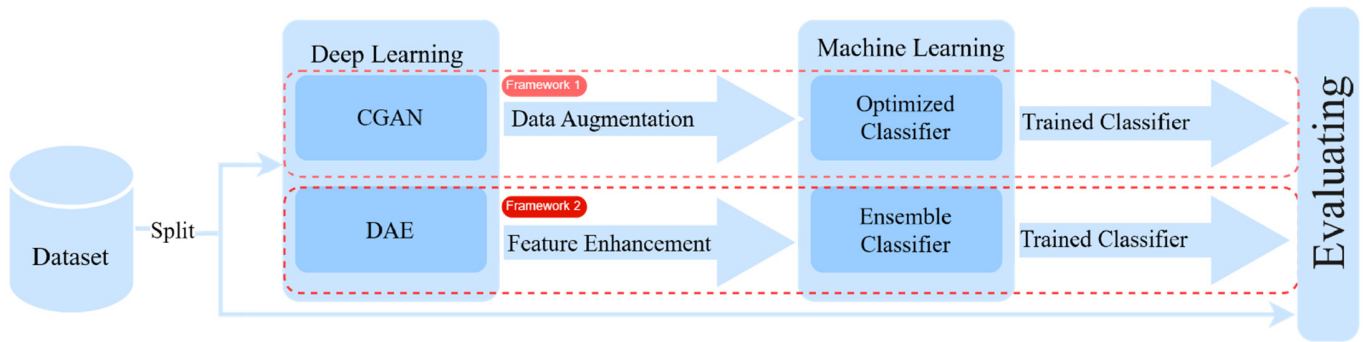 Dataset
Split
Deep Learning
Framework 1
CGAN
Data Augmentation
Machine Learning
Optimized
Classifier
Trained Classifier
Framework 2
DAE
Feature Enhancement
Ensemble
Classifier
Trained Classifier
Evaluating